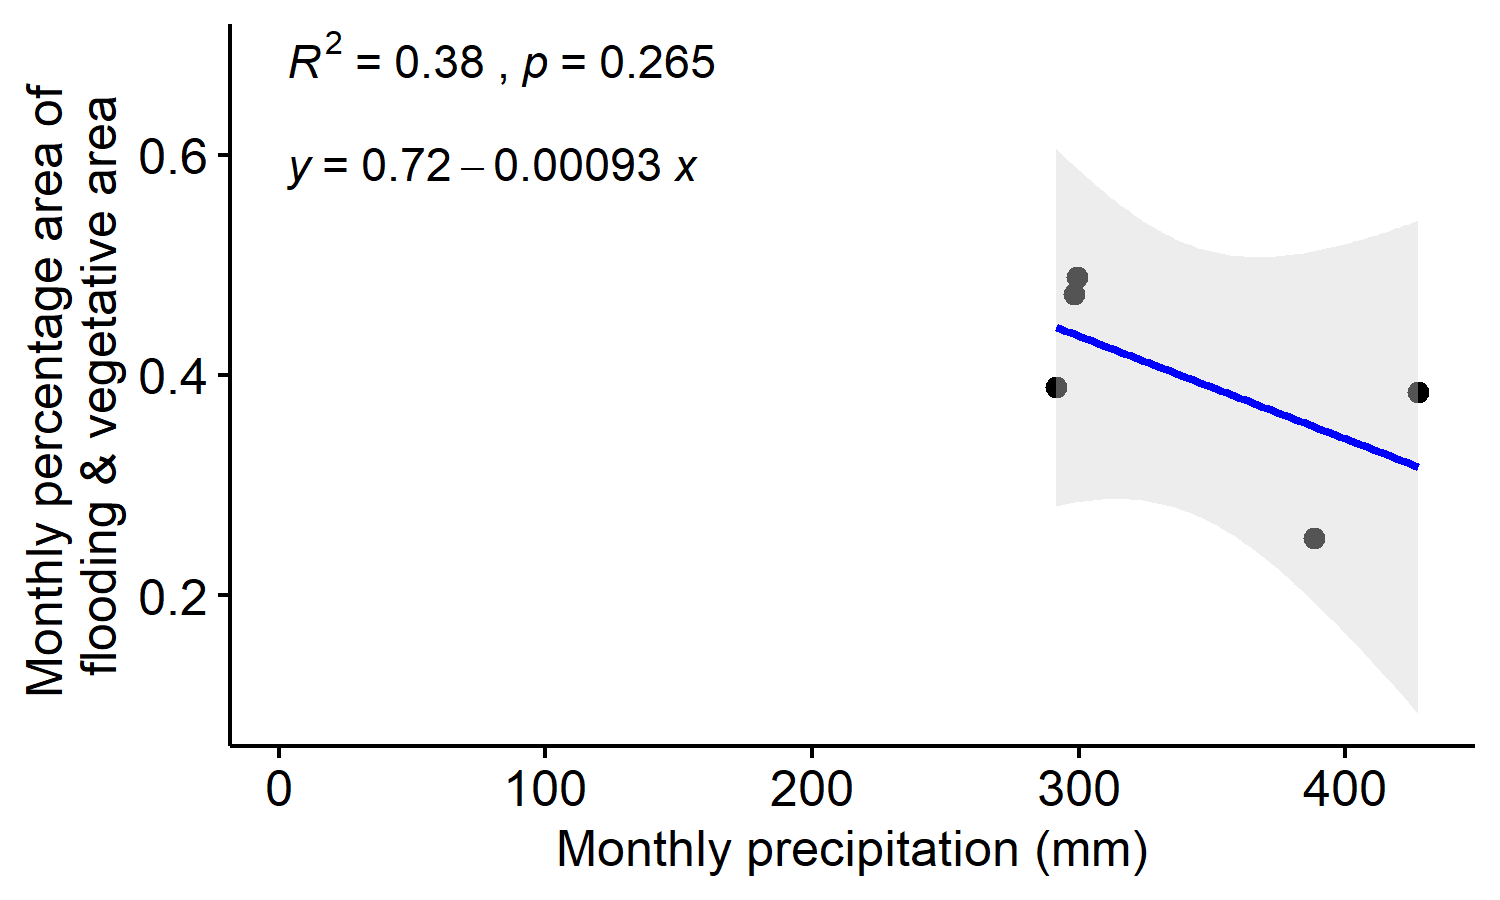 R² = 0.38 , p = 0.265
y = 0.72 – 0.00093 x
Monthly percentage area of
flooding & vegetative area
0.6
0.4
0.2
0 100 200 300 400
Monthly precipitation (mm)